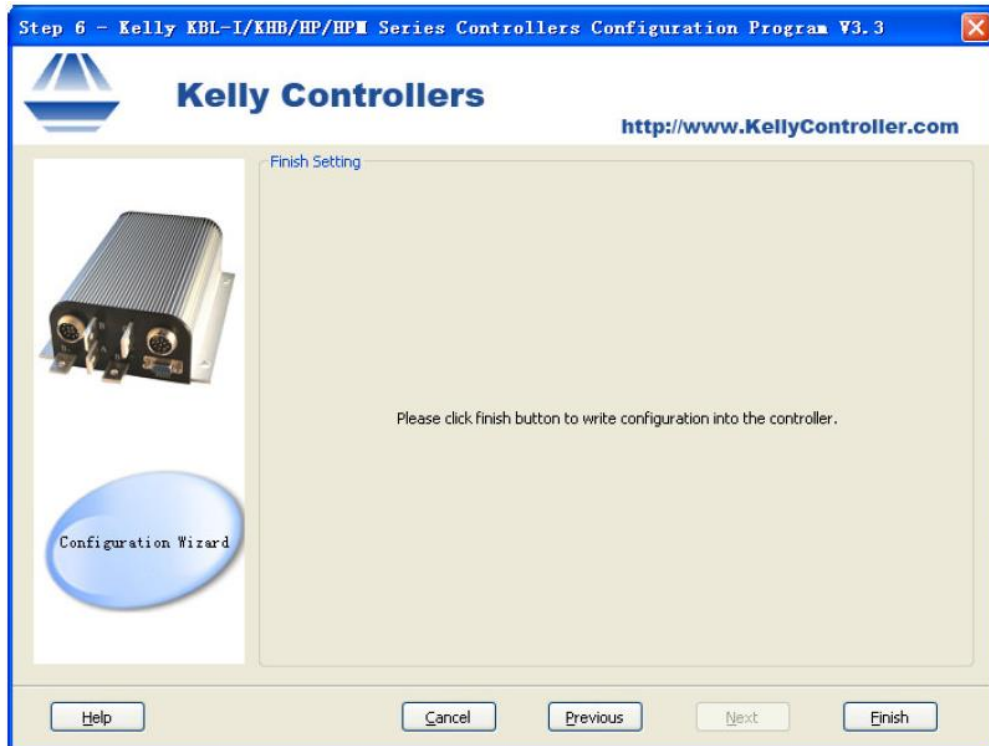 Step 6 - Kelly KBL-I/KHB/HP/HPM Series Controllers Configuration Program V3.3
Kelly Controllers
http://www.KellyController.com
Finish Setting
Please click finish button to write configuration into the controller.
Configuration Wizard
Help Cancel Previous Next Finish